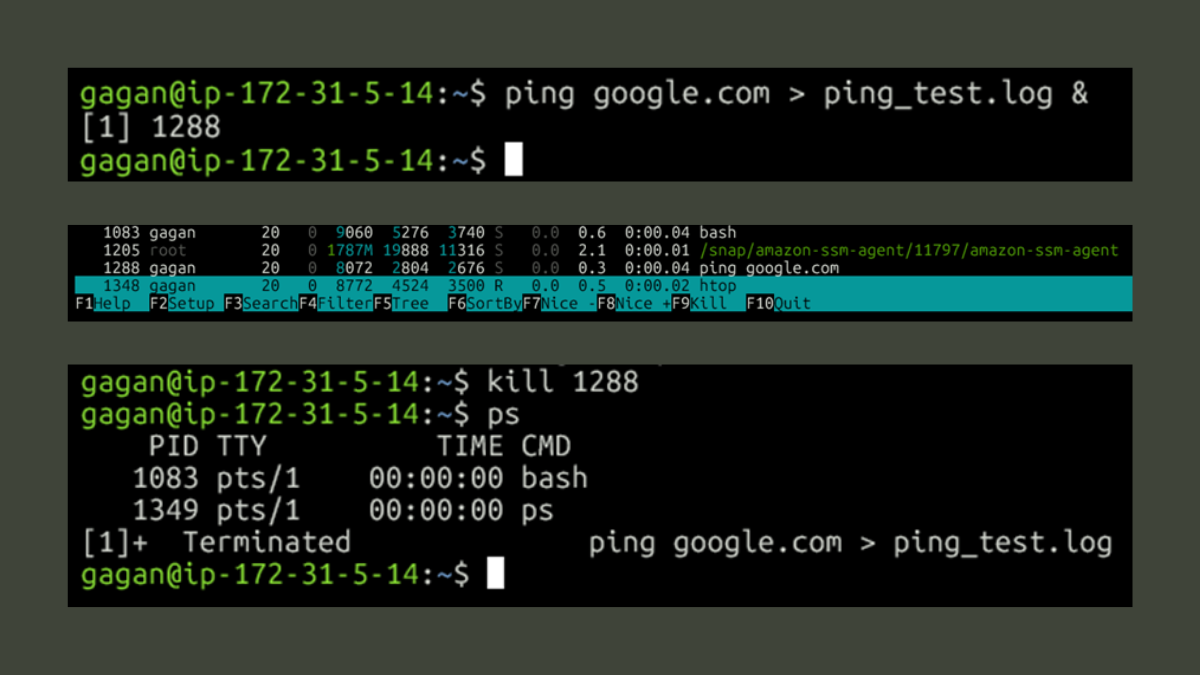 gagan@ip-172-31-5-14:~$ ping google.com > ping_test.log &
[1] 1288
gagan@ip-172-31-5-14:~$
1083 gagan 20 0 9060 5276 3740 S 0.0 0.6 0:00.04 bash
1205 root 20 0 1787M 19888 11316 S 0.0 2.1 0:00.01 /snap/amazon-ssm-agent/11797/amazon-ssm-agent
1288 gagan 20 0 8072 2804 2676 S 0.0 0.3 0:00.04 ping google.com
1348 gagan 20 0 8772 4524 3500 R 0.0 0.5 0:00.02 htop
F1Help F2Setup F3SearchF4FilterF5Tree F6SortByF7Nice -F8Nice +F9Kill F10Quit
gagan@ip-172-31-5-14:~$ kill 1288
gagan@ip-172-31-5-14:~$ ps
PID TTY TIME CMD
1083 pts/1 00:00:00 bash
1349 pts/1 00:00:00 ps
[1]+ Terminated ping google.com > ping_test.log
gagan@ip-172-31-5-14:~$